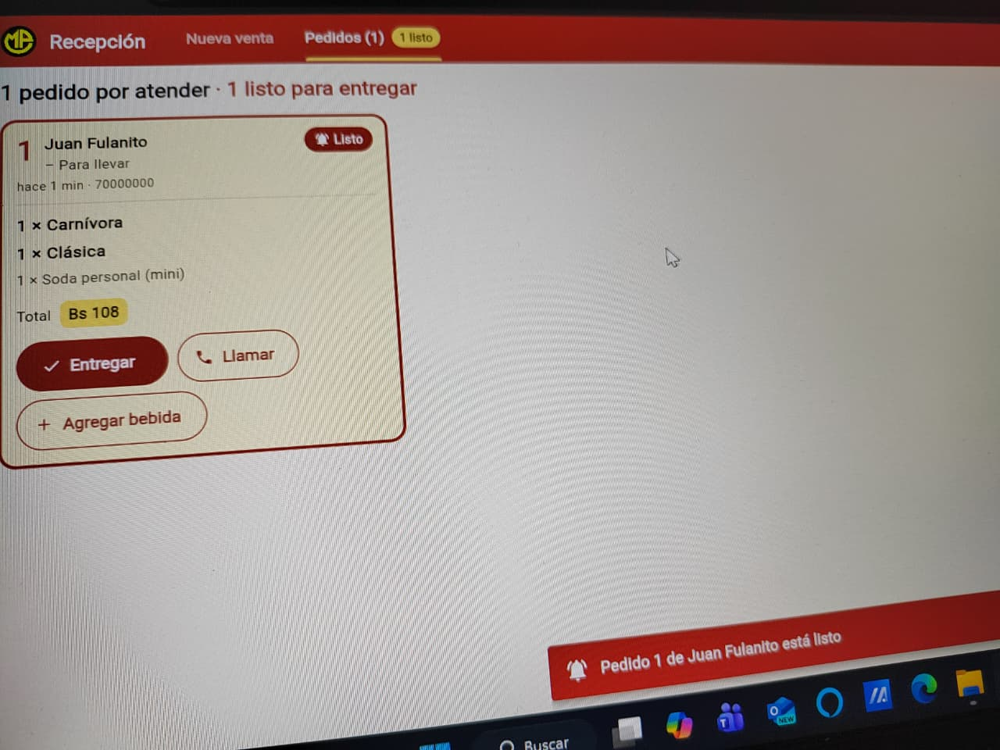 MP
Recepción
Nueva venta
Pedidos (1)
1 listo
1 pedido por atender · 1 listo para entregar
1
Juan Fulanito
– Para llevar
hace 1 min · 70000000
Listo
1 × Carnívora
1 × Clásica
1 × Soda personal (mini)
Total Bs 108
Entregar
Llamar
+ Agregar bebida
Pedido 1 de Juan Fulanito está listo
Buscar
NEW